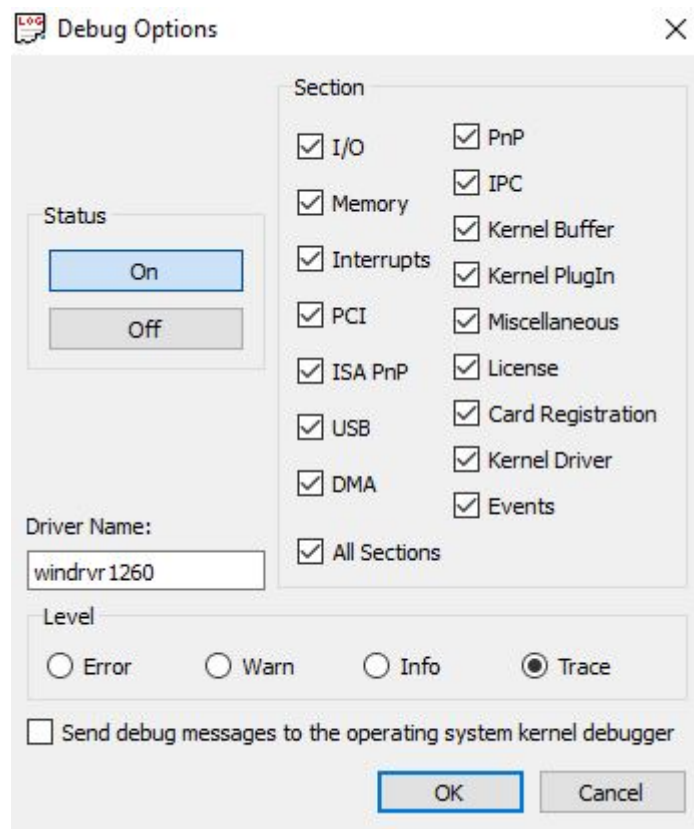 LOG
Debug Options
Status
On
Off
Driver Name:
windrvr1260
Section
I/O
Memory
Interrupts
PCI
ISA PnP
USB
DMA
All Sections
PnP
IPC
Kernel Buffer
Kernel PlugIn
Miscellaneous
License
Card Registration
Kernel Driver
Events
Level
Error Warn Info Trace
Send debug messages to the operating system kernel debugger
OK Cancel